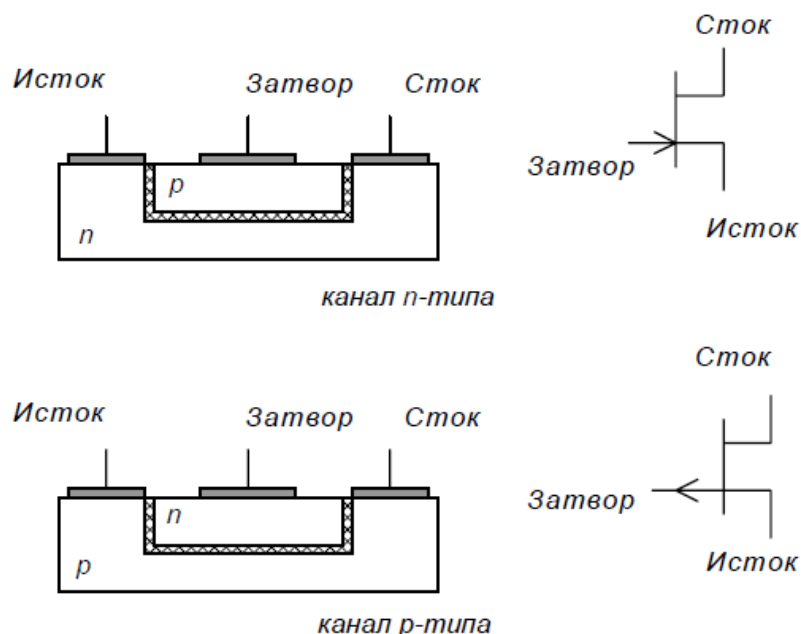 Сток
Исток Затвор Сток
Затвор
p
n
Исток
канал n-типа
Сток
Исток Затвор Сток
Затвор
n
p
Исток
канал p-типа